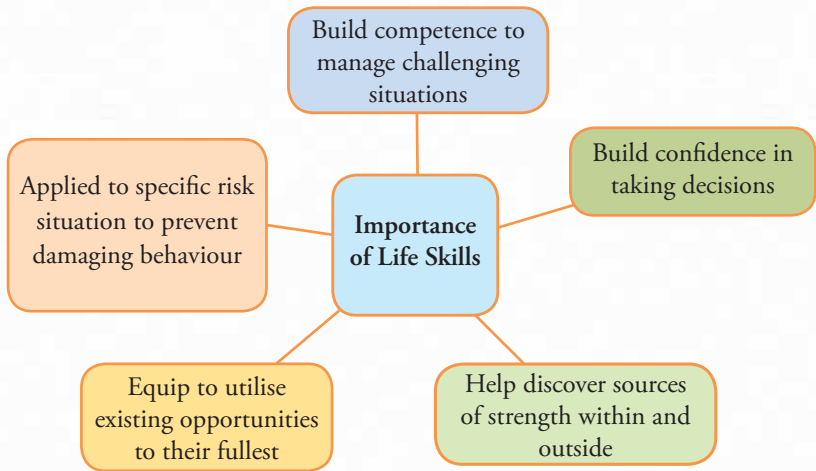 Build competence to
manage challenging
situations
Build confidence in
taking decisions
Applied to specific risk
situation to prevent
damaging behaviour
Importance
of Life Skills
Equip to utilise
existing opportunities
to their fullest
Help discover sources
of strength within and
outside